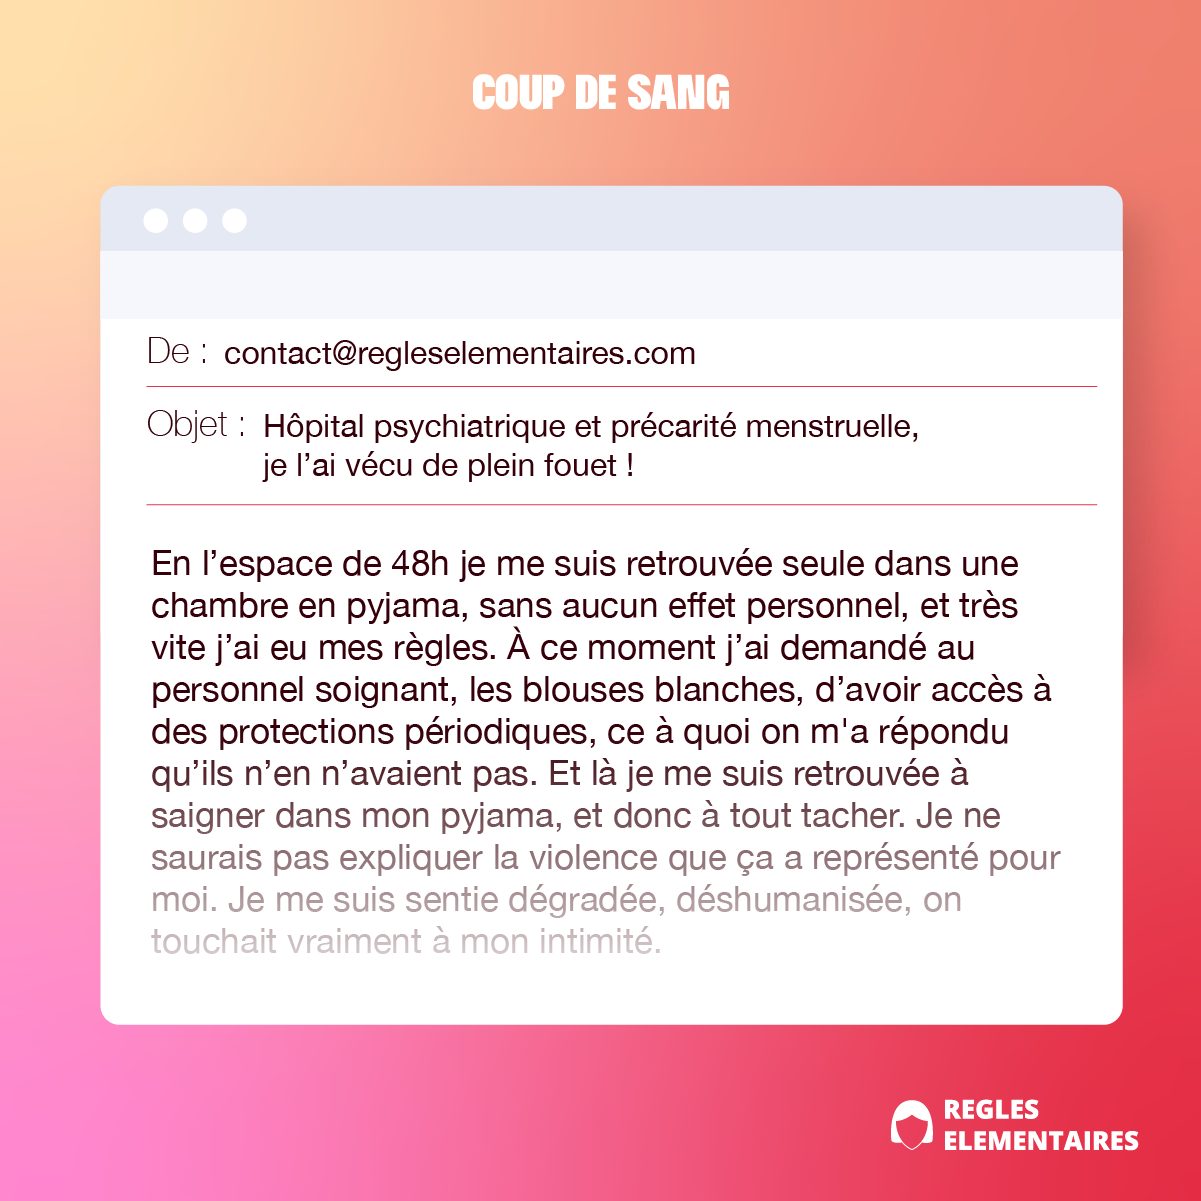 COUP DE SANG
De : contact@regleselementaires.com
Objet : Hôpital psychiatrique et précarité menstruelle,
je l’ai vécu de plein fouet !
En l’espace de 48h je me suis retrouvée seule dans une
chambre en pyjama, sans aucun effet personnel, et très
vite j’ai eu mes règles. À ce moment j’ai demandé au
personnel soignant, les blouses blanches, d’avoir accès à
des protections périodiques, ce à quoi on m'a répondu
qu’ils n’en n’avaient pas. Et là je me suis retrouvée à
saigner dans mon pyjama, et donc à tout tacher. Je ne
saurais pas expliquer la violence que ça a représenté pour
moi. Je me suis sentie dégradée, déshumanisée, on
touchait vraiment à mon intimité.
REGLES
ELEMENTAIRES